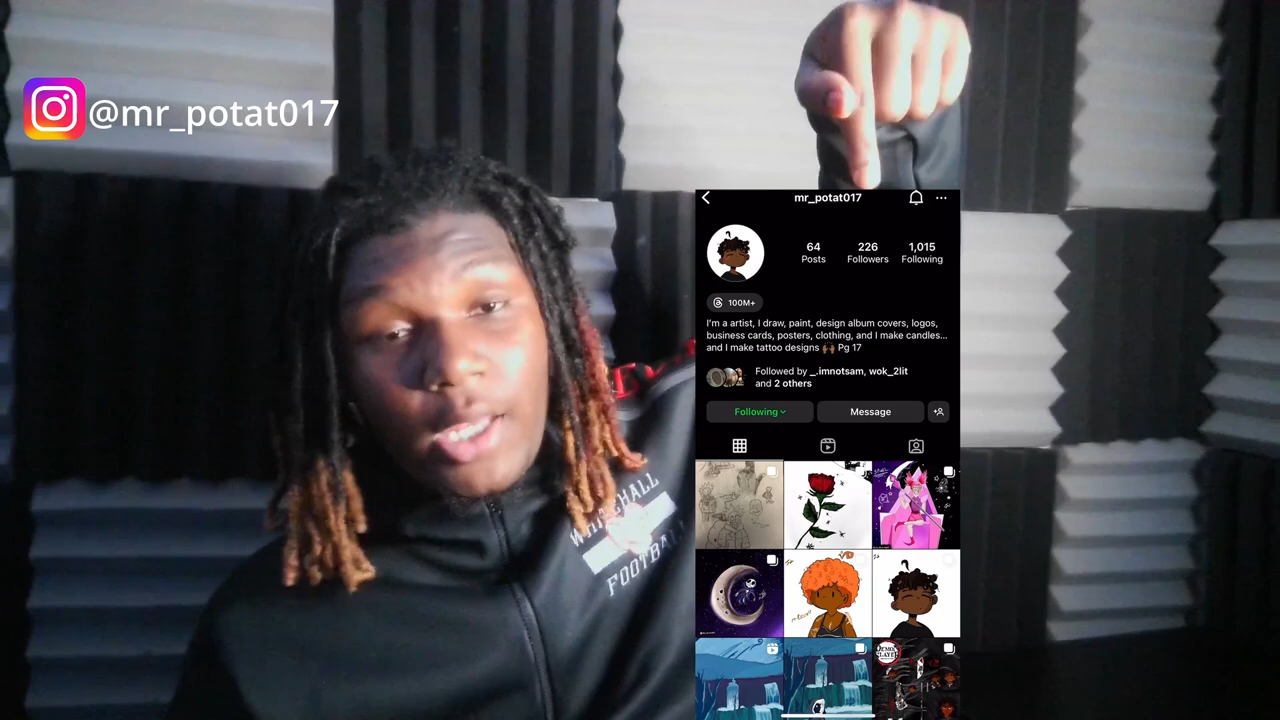 @mr_potat017
mr_potat017
64
226
1,015
Posts
Followers
Following
100M+
I'm a artist, I draw, paint, design album covers, logos,
business cards, posters, clothing, and I make candles...
and I make tattoo designs 🙌🏾 Pg 17
Followed by _.imnotsam, wok_2lit
and 2 others
Following
Message
WHITEHALL
FOOTBALL